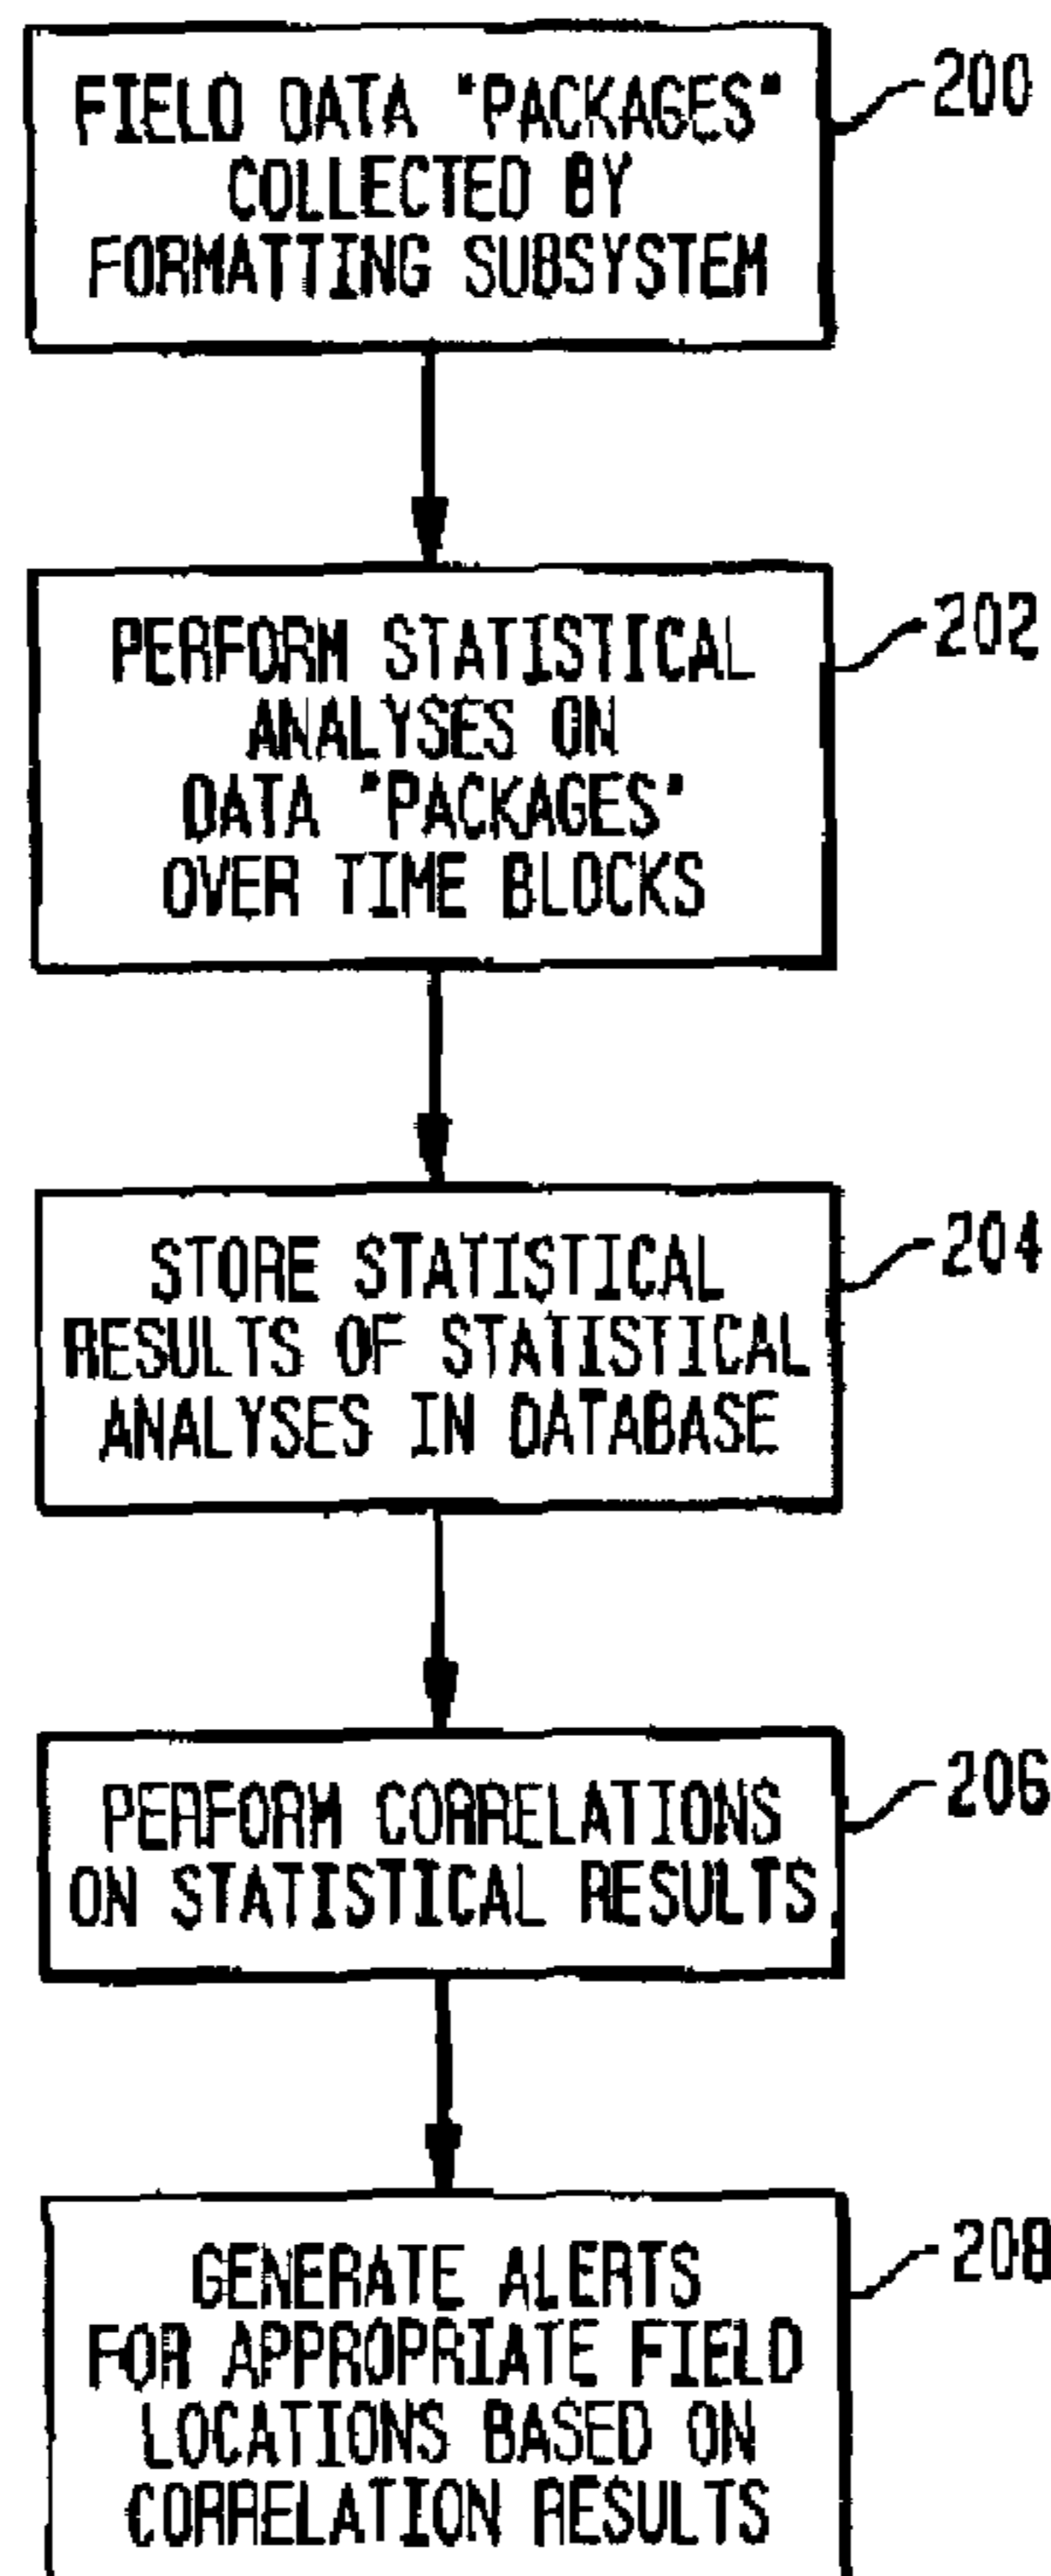 FIELD DATA "PACKAGES"
COLLECTED BY
FORMATTING SUBSYSTEM
200
PERFORM STATISTICAL
ANALYSES ON
DATA "PACKAGES"
OVER TIME BLOCKS
202
STORE STATISTICAL
RESULTS OF STATISTICAL
ANALYSES IN DATABASE
204
PERFORM CORRELATIONS
ON STATISTICAL RESULTS
206
GENERATE ALERTS
FOR APPROPRIATE FIELD
LOCATIONS BASED ON
CORRELATION RESULTS
208